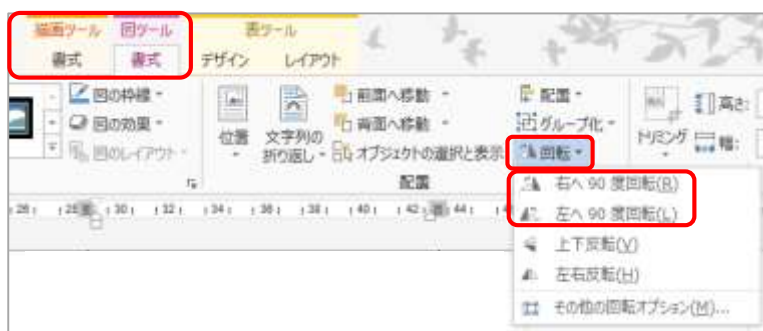 描画ツール 図ツール 表ツール
書式 書式 デザイン レイアウト
図の枠線
図の効果
図のレイアウト
位置
文字列の
折り返し
前面へ移動
背面へ移動
オブジェクトの選択と表示
配置
配置
グループ化
回転
トリミング
高さ:
幅:
右へ 90 度回転(R)
左へ 90 度回転(L)
上下反転(V)
左右反転(H)
その他の回転オプション(M)...